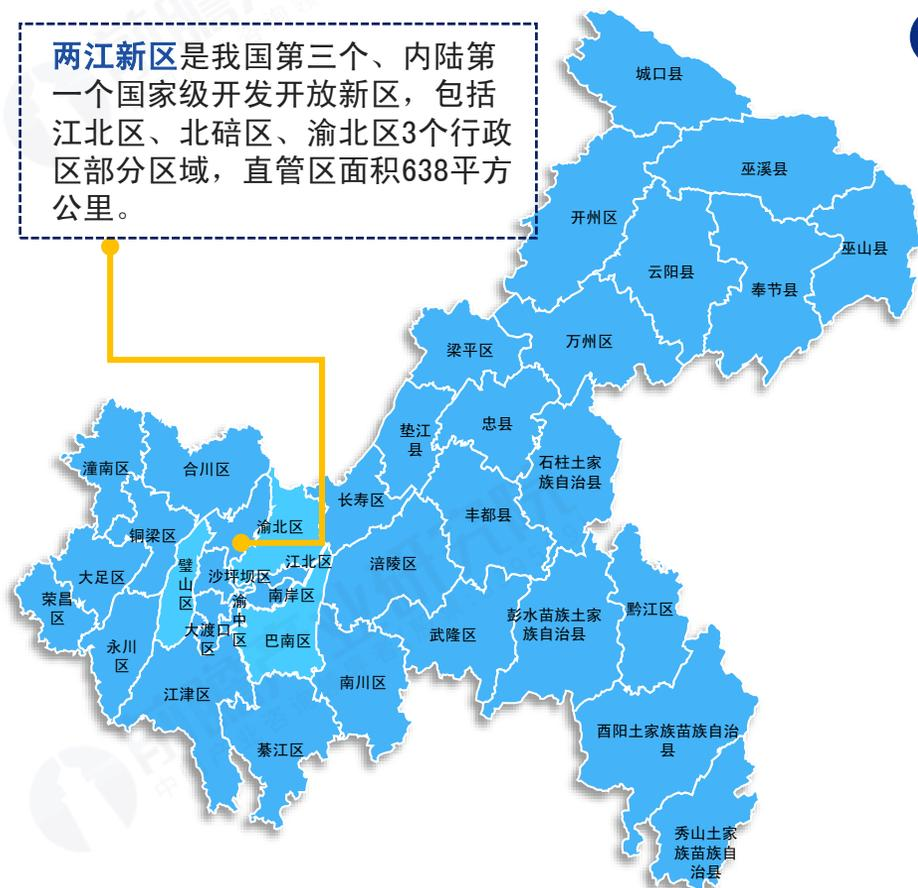 两江新区是我国第三个、内陆第
一个国家级开发开放新区，包括
江北区、北碚区、渝北区3个行政
区部分区域，直管区面积638平方
公里。
城口县
巫溪县
开州区
巫山县
云阳县
奉节县
万州区
梁平区
忠县
垫江
县
石柱土家
族自治县
潼南区
合川区
长寿区
丰都县
渝北区
铜梁区
江北区
涪陵区
璧
山
区
沙坪坝区
大足区
南岸区
荣昌
区
渝
中
区
大渡口
区
巴南区
武隆区
彭水苗族土家
族自治县
黔江区
永川
区
江津区
南川区
酉阳土家族苗族自治
县
綦江区
秀山土家
族苗族自
治县